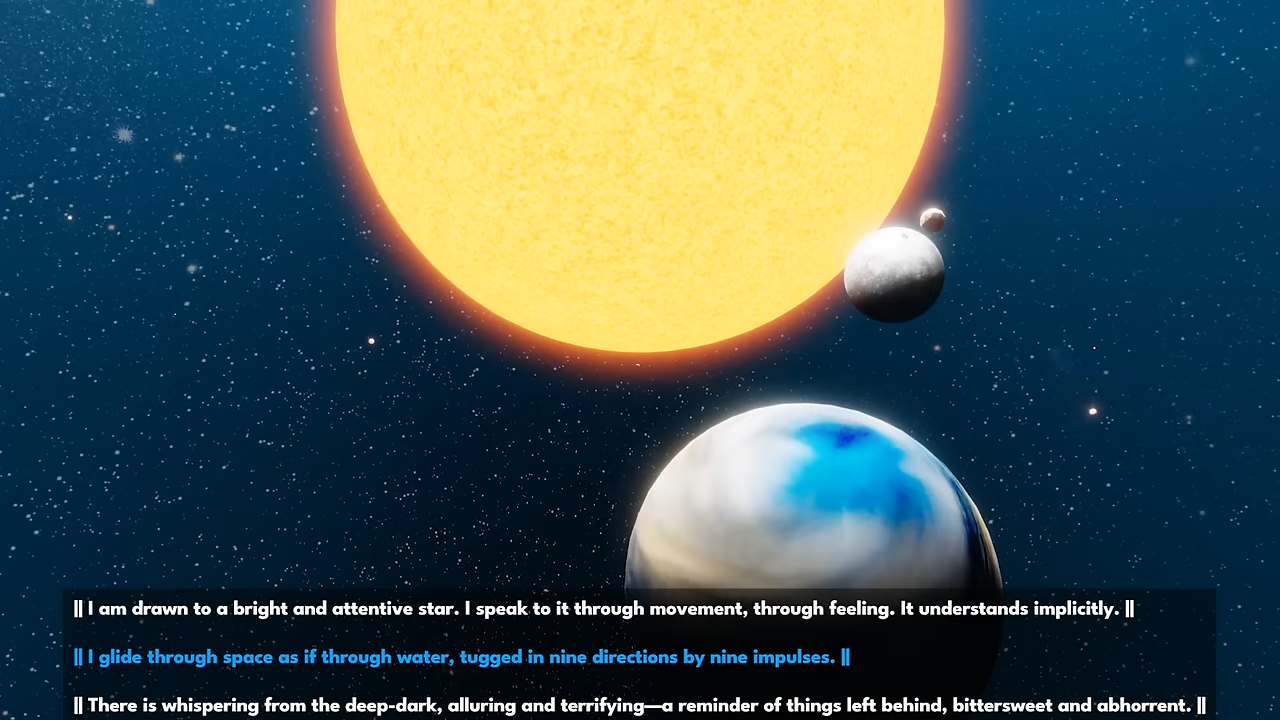 || I am drawn to a bright and attentive star. I speak to it through movement, through feeling. It understands implicitly. ||
|| I glide through space as if through water, tugged in nine directions by nine impulses. ||
|| There is whispering from the deep-dark, alluring and terrifying—a reminder of things left behind, bittersweet and abhorrent. ||